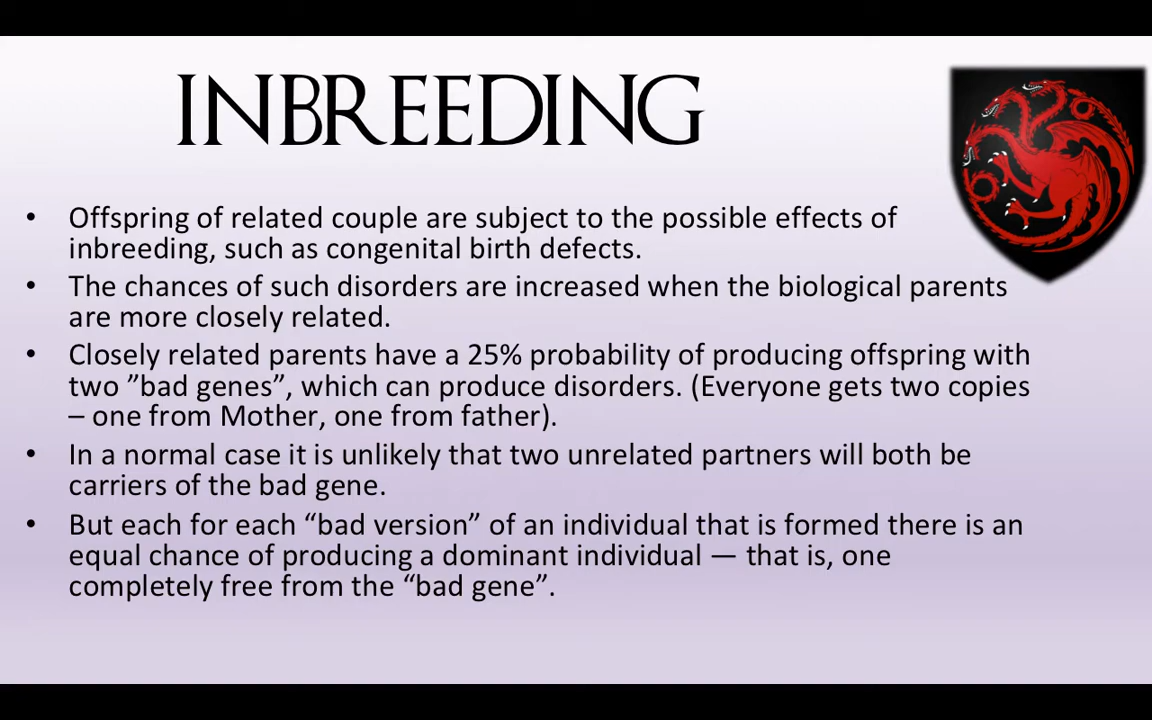 INBREEDING
• Offspring of related couple are subject to the possible effects of
inbreeding, such as congenital birth defects.
• The chances of such disorders are increased when the biological parents
are more closely related.
• Closely related parents have a 25% probability of producing offspring with
two ”bad genes”, which can produce disorders. (Everyone gets two copies
– one from Mother, one from father).
• In a normal case it is unlikely that two unrelated partners will both be
carriers of the bad gene.
• But each for each “bad version” of an individual that is formed there is an
equal chance of producing a dominant individual — that is, one
completely free from the “bad gene”.